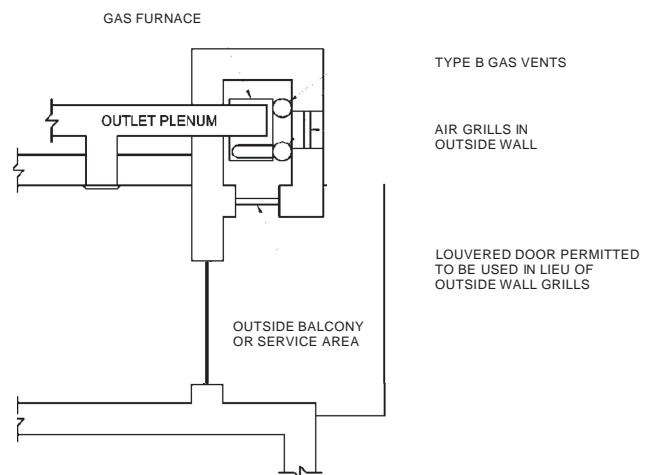 GAS FURNACE
TYPE B GAS VENTS
OUTLET PLENUM
AIR GRILLS IN
OUTSIDE WALL
LOUVERED DOOR PERMITTED
TO BE USED IN LIEU OF
OUTSIDE WALL GRILLS
OUTSIDE BALCONY
OR SERVICE AREA